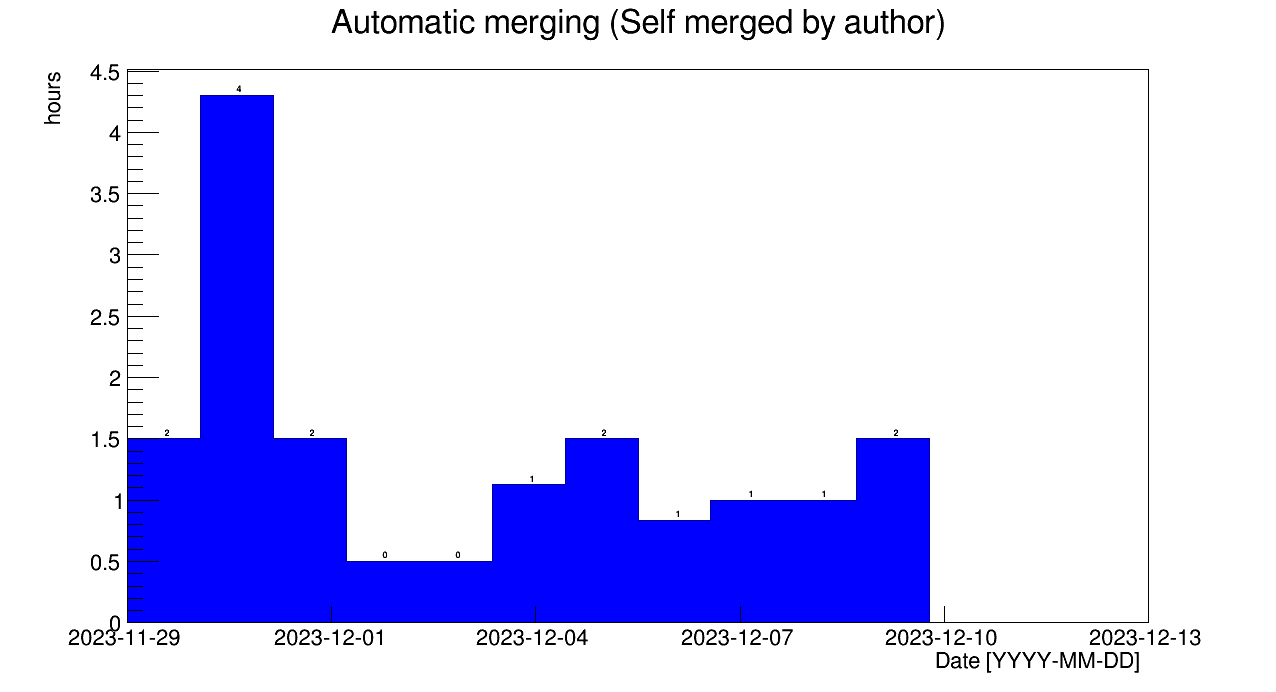 Automatic merging (Self merged by author)
hours
4.5
4
3.5
3
2.5
2
1.5
1
0.5
0
2 4 2 0 0 1 2 1 1 1 2
2023-11-29 2023-12-01 2023-12-04 2023-12-07 2023-12-10 2023-12-13
Date [YYYY-MM-DD]